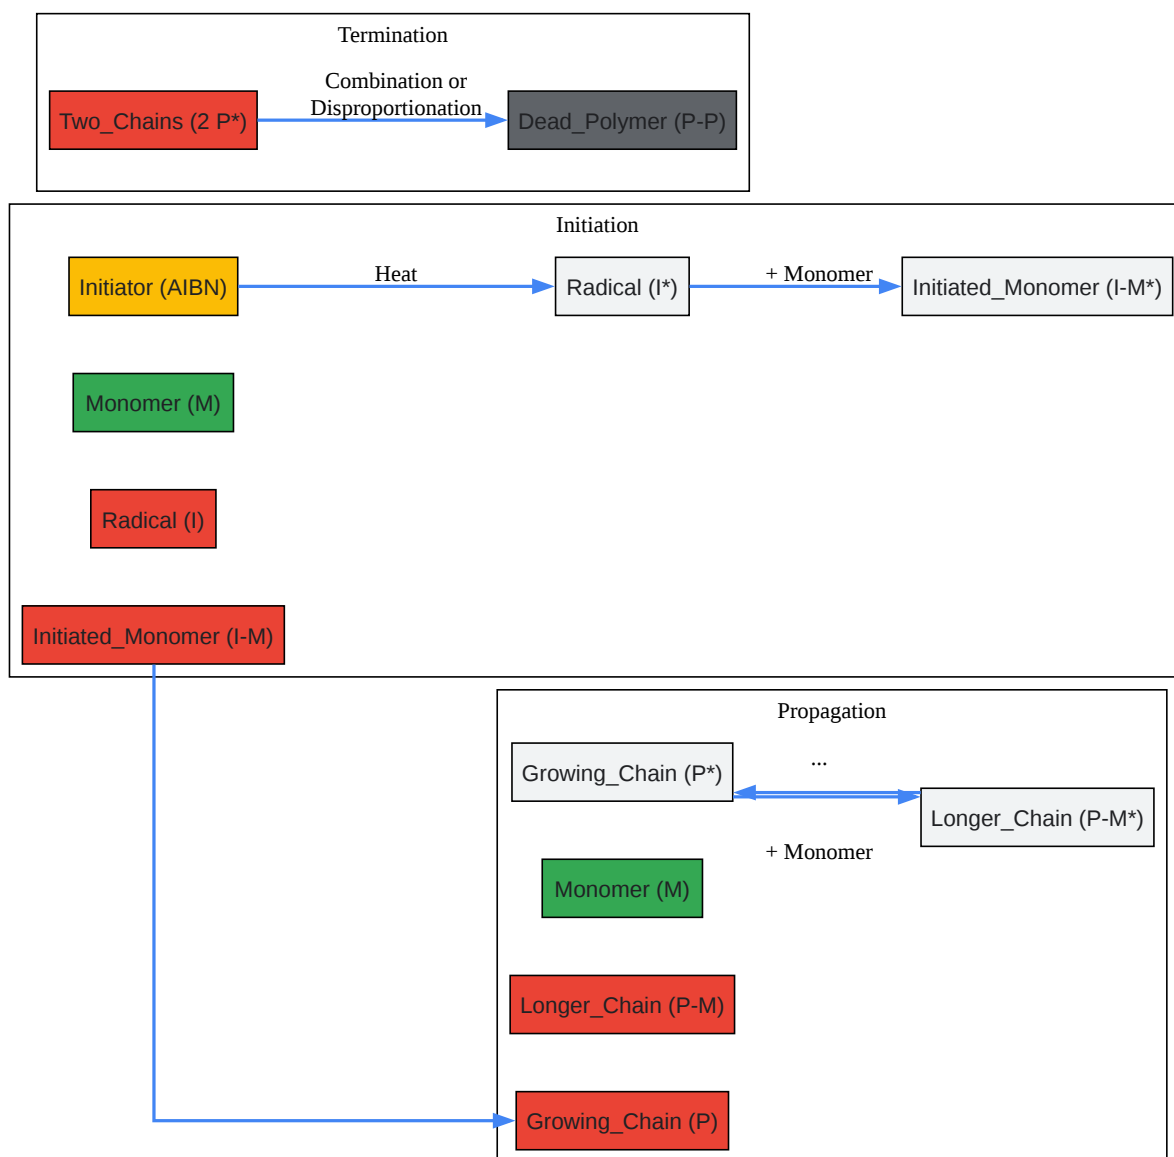 Termination
Combination or
Disproportionation
Two_Chains (2 P*)
Dead_Polymer (P-P)
Initiation
Initiator (AIBN)
Heat
Radical (I*)
+ Monomer
Initiated_Monomer (I-M*)
Monomer (M)
Radical (I)
Initiated_Monomer (I-M)
Propagation
Growing_Chain (P*)
...
Longer_Chain (P-M*)
+ Monomer
Monomer (M)
Longer_Chain (P-M)
Growing_Chain (P)